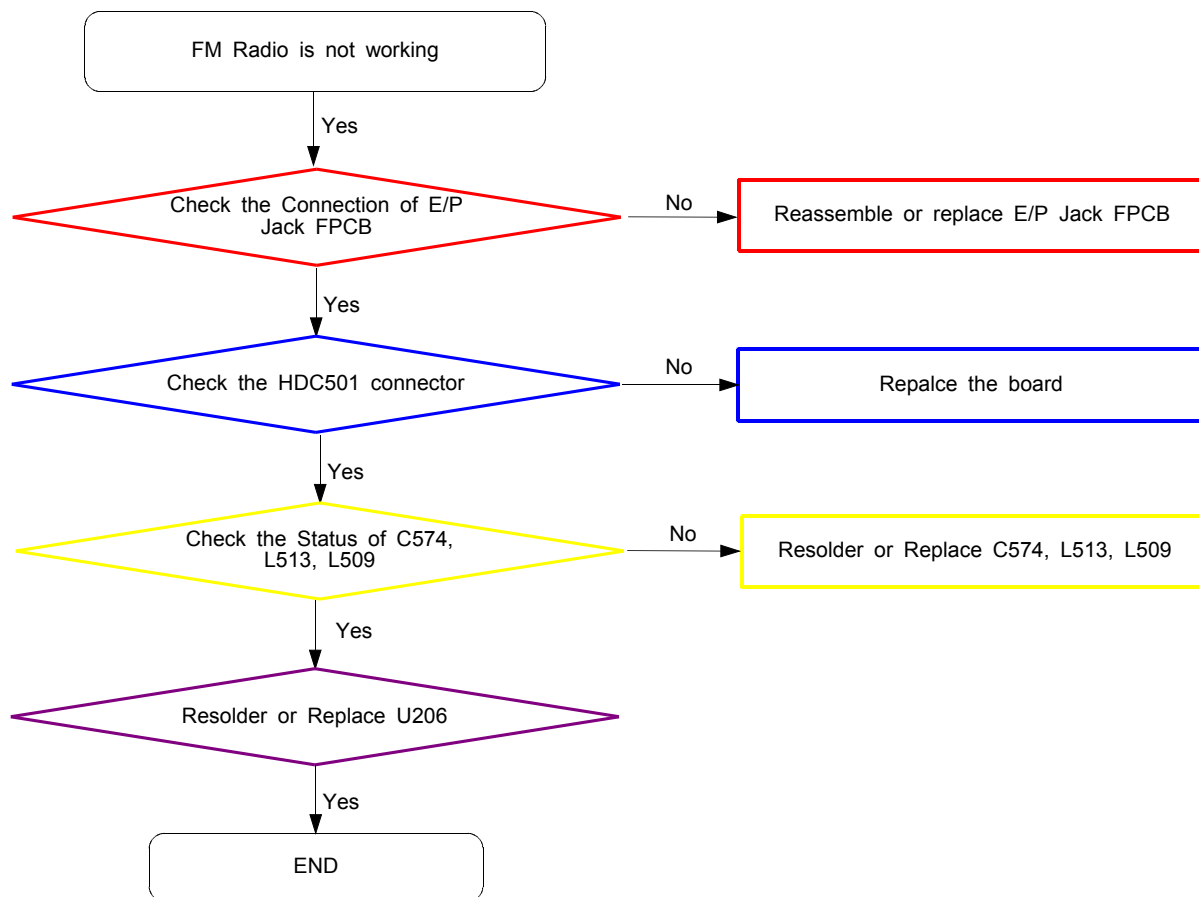 FM Radio is not working
Yes
Check the Connection of E/P
Jack FPCB
No
Reassemble or replace E/P Jack FPCB
Yes
Check the HDC501 connector
No
Repalce the board
Yes
Check the Status of C574,
L513, L509
No
Resolder or Replace C574, L513, L509
Yes
Resolder or Replace U206
Yes
END